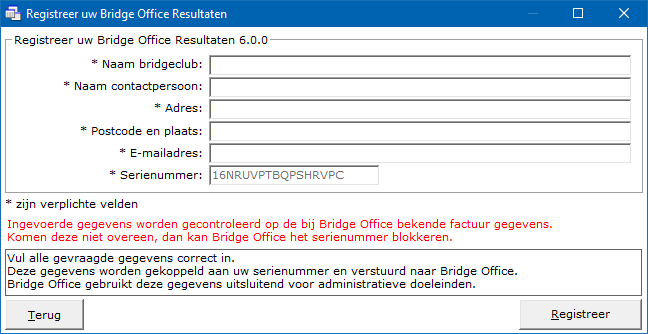 Registreer uw Bridge Office Resultaten
Registreer uw Bridge Office Resultaten 6.0.0
* Naam bridgeclub:
* Naam contactpersoon:
* Adres:
* Postcode en plaats:
* E-mailadres:
* Serienummer: 16NRUVPTBQPSHRVPC
* zijn verplichte velden
Ingevoerde gegevens worden gecontroleerd op de bij Bridge Office bekende factuur gegevens.
Komen deze niet overeen, dan kan Bridge Office het serienummer blokkeren.
Vul alle gevraagde gegevens correct in.
Deze gegevens worden gekoppeld aan uw serienummer en verstuurd naar Bridge Office.
Bridge Office gebruikt deze gegevens uitsluitend voor administratieve doeleinden.
Terug Registreer